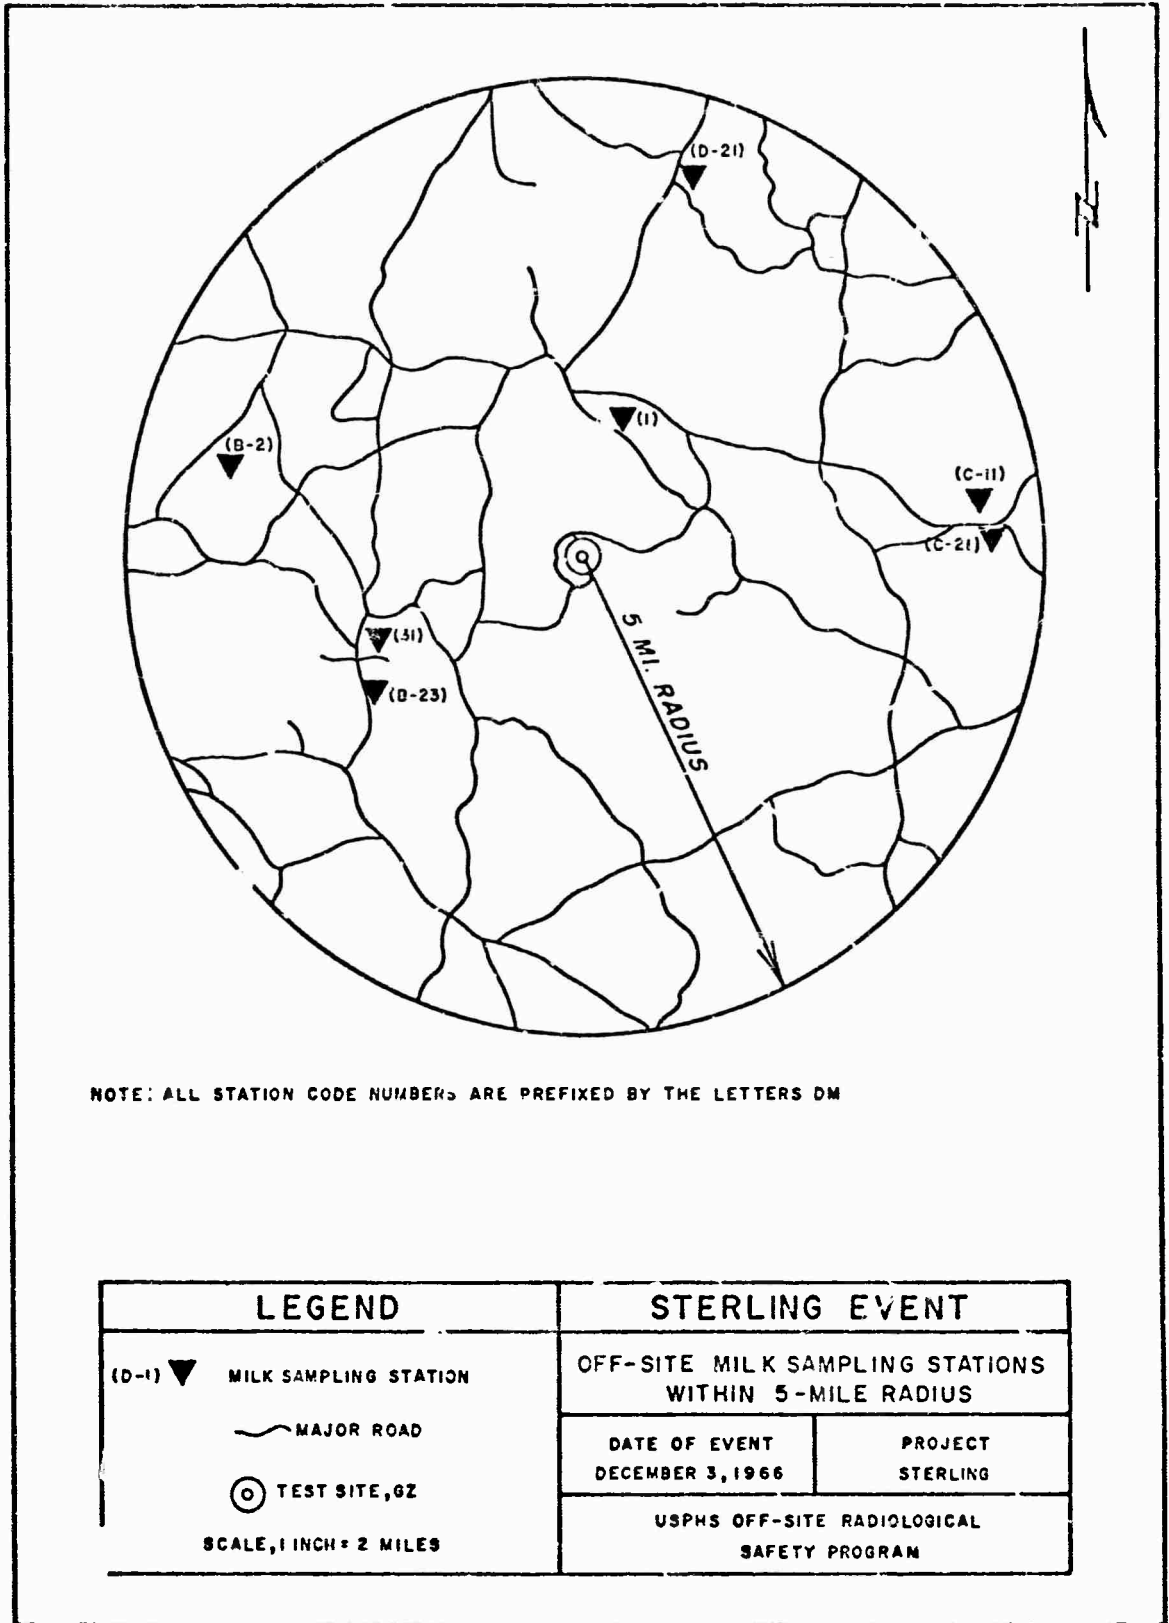 N
(D-21)
(1)
(B-2)
(C-11)
(C-21)
(31)
(B-23)
5 MI. RADIUS
NOTE: ALL STATION CODE NUMBERS ARE PREFIXED BY THE LETTERS DM
LEGEND
(D-1) MILK SAMPLING STATION
MAJOR ROAD
TEST SITE, GZ
SCALE, 1 INCH = 2 MILES
STERLING EVENT
OFF-SITE MILK SAMPLING STATIONS
WITHIN 5-MILE RADIUS
DATE OF EVENT
DECEMBER 3, 1966
PROJECT
STERLING
USPHS OFF-SITE RADIOLOGICAL
SAFETY PROGRAM